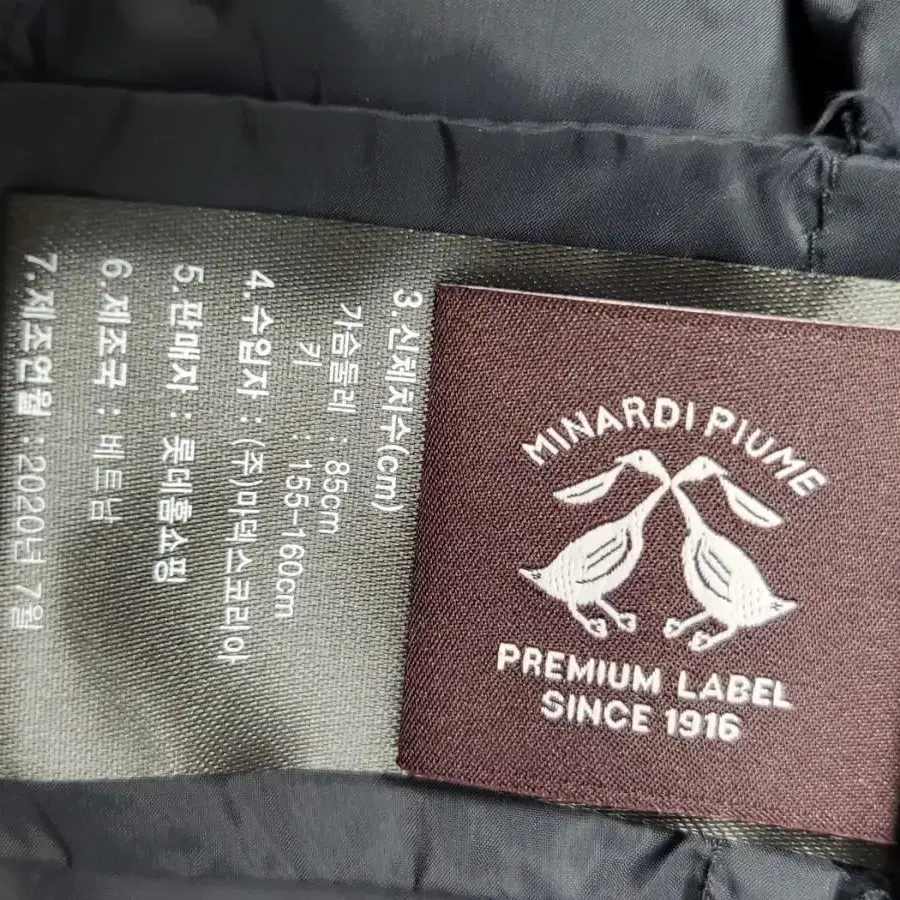 MINARDI PIUME
PREMIUM LABEL
SINCE 1916
3.신체치수(cm)
가슴둘레 : 85cm
키 : 155-160cm
4.수입자 : (주)마덕스코리아
5.판매자 : 롯데홈쇼핑
6.제조국 : 베트남
7.제조연월 : 2020년 7월